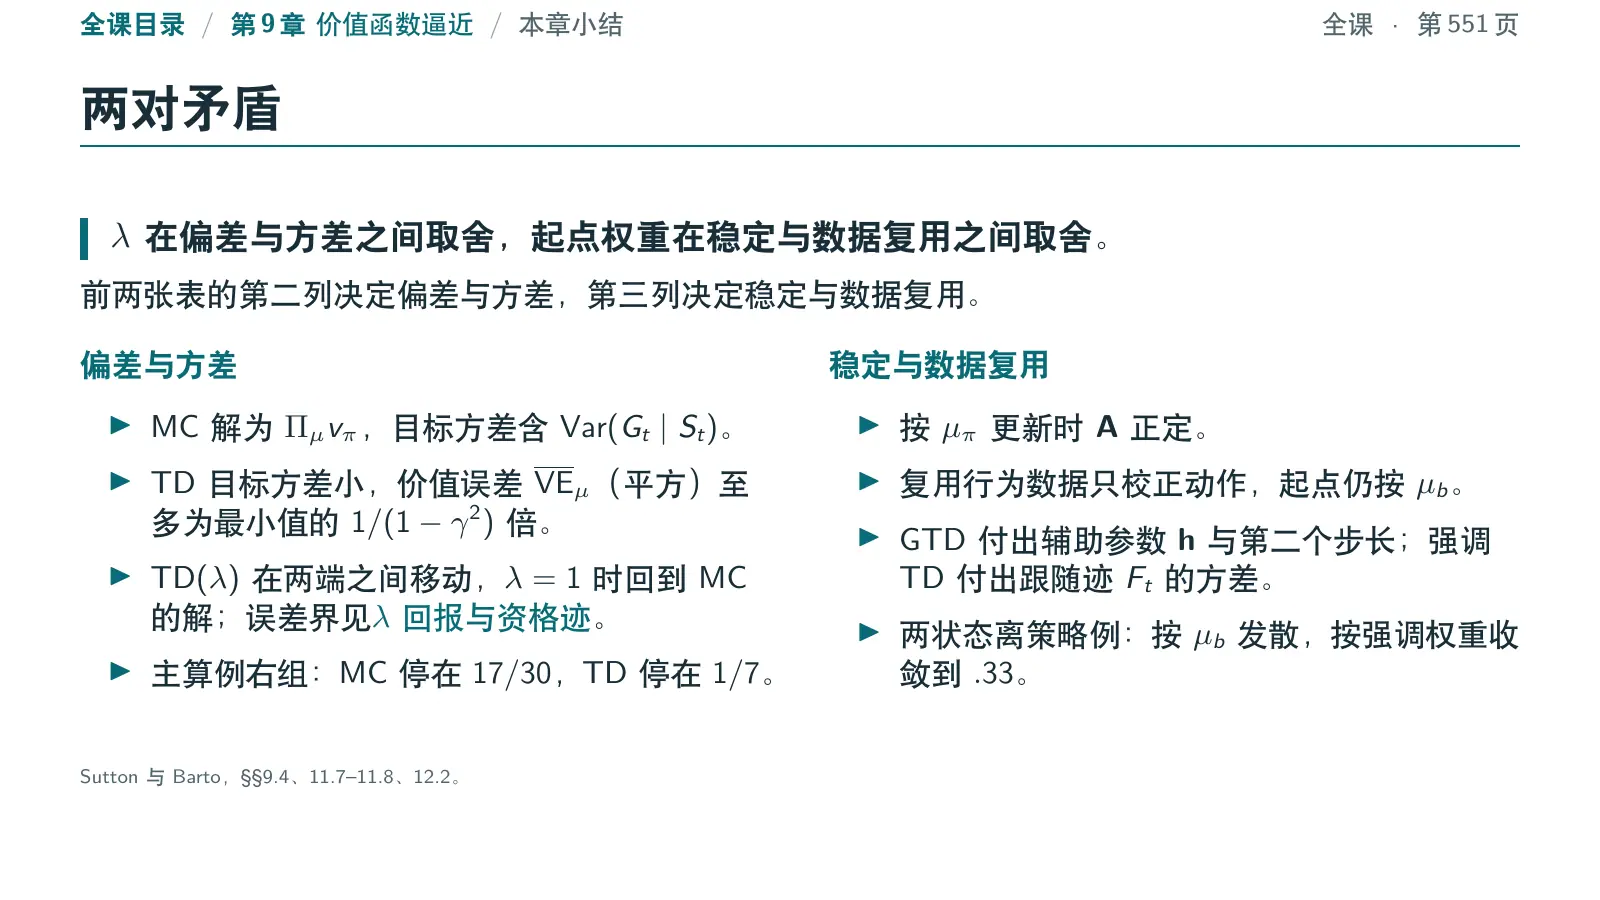 全课目录 / 第 9 章 价值函数逼近 / 本章小结
全课 · 第 551 页
两对矛盾
λ 在偏差与方差之间取舍，起点权重在稳定与数据复用之间取舍。
前两张表的第二列决定偏差与方差，第三列决定稳定与数据复用。
偏差与方差
▶ MC 解为 Π_μ v_π，目标方差含 Var(G_t | S_t)。
▶ TD 目标方差小，价值误差 \overline{VE}_μ（平方）至
多为最小值的 1/(1 − γ²) 倍。
▶ TD(λ) 在两端之间移动，λ = 1 时回到 MC
的解；误差界见λ 回报与资格迹。
▶ 主算例右组：MC 停在 17/30，TD 停在 1/7。
稳定与数据复用
▶ 按 μ_π 更新时 A 正定。
▶ 复用行为数据只校正动作，起点仍按 μ_b。
▶ GTD 付出辅助参数 h 与第二个步长；强调
TD 付出跟随迹 F_t 的方差。
▶ 两状态离策略例：按 μ_b 发散，按强调权重收
敛到 .33。
Sutton 与 Barto，§§9.4、11.7–11.8、12.2。